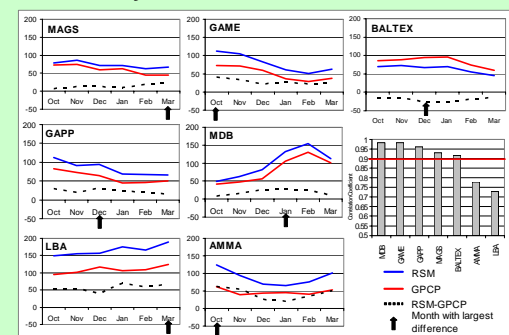 MAGS
200
150
100
50
0
-50
Oct Nov Dec Jan Feb Mar
GAME
200
150
100
50
0
-50
Oct Nov Dec Jan Feb Mar
BALTEX
200
150
100
50
0
-50
Oct Nov Dec Jan Feb Mar
GAPP
200
150
100
50
0
-50
Oct Nov Dec Jan Feb Mar
MDB
200
150
100
50
0
-50
Oct Nov Dec Jan Feb Mar
Correlation Coefficient
1
0.95
0.9
0.85
0.8
0.75
0.7
0.65
0.6
0.55
0.5
MDB GAME GAPP MAGS BALTEX AMMA LBA
LBA
200
150
100
50
0
-50
Oct Nov Dec Jan Feb Mar
AMMA
200
150
100
50
0
-50
Oct Nov Dec Jan Feb Mar
RSM
GPCP
RSM-GPCP
Month with largest
difference